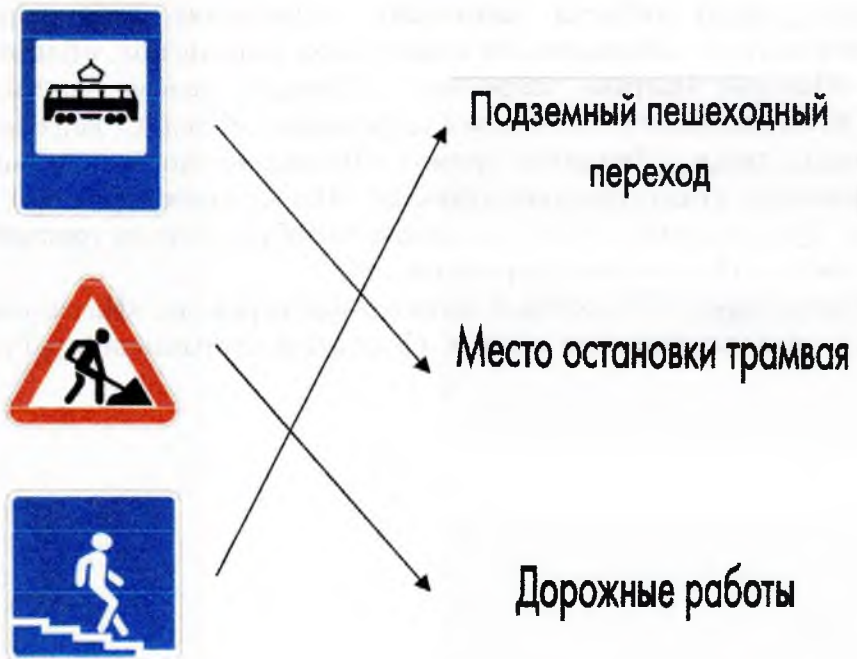 Подземный пешеходный
переход
Место остановки трамвая
Дорожные работы